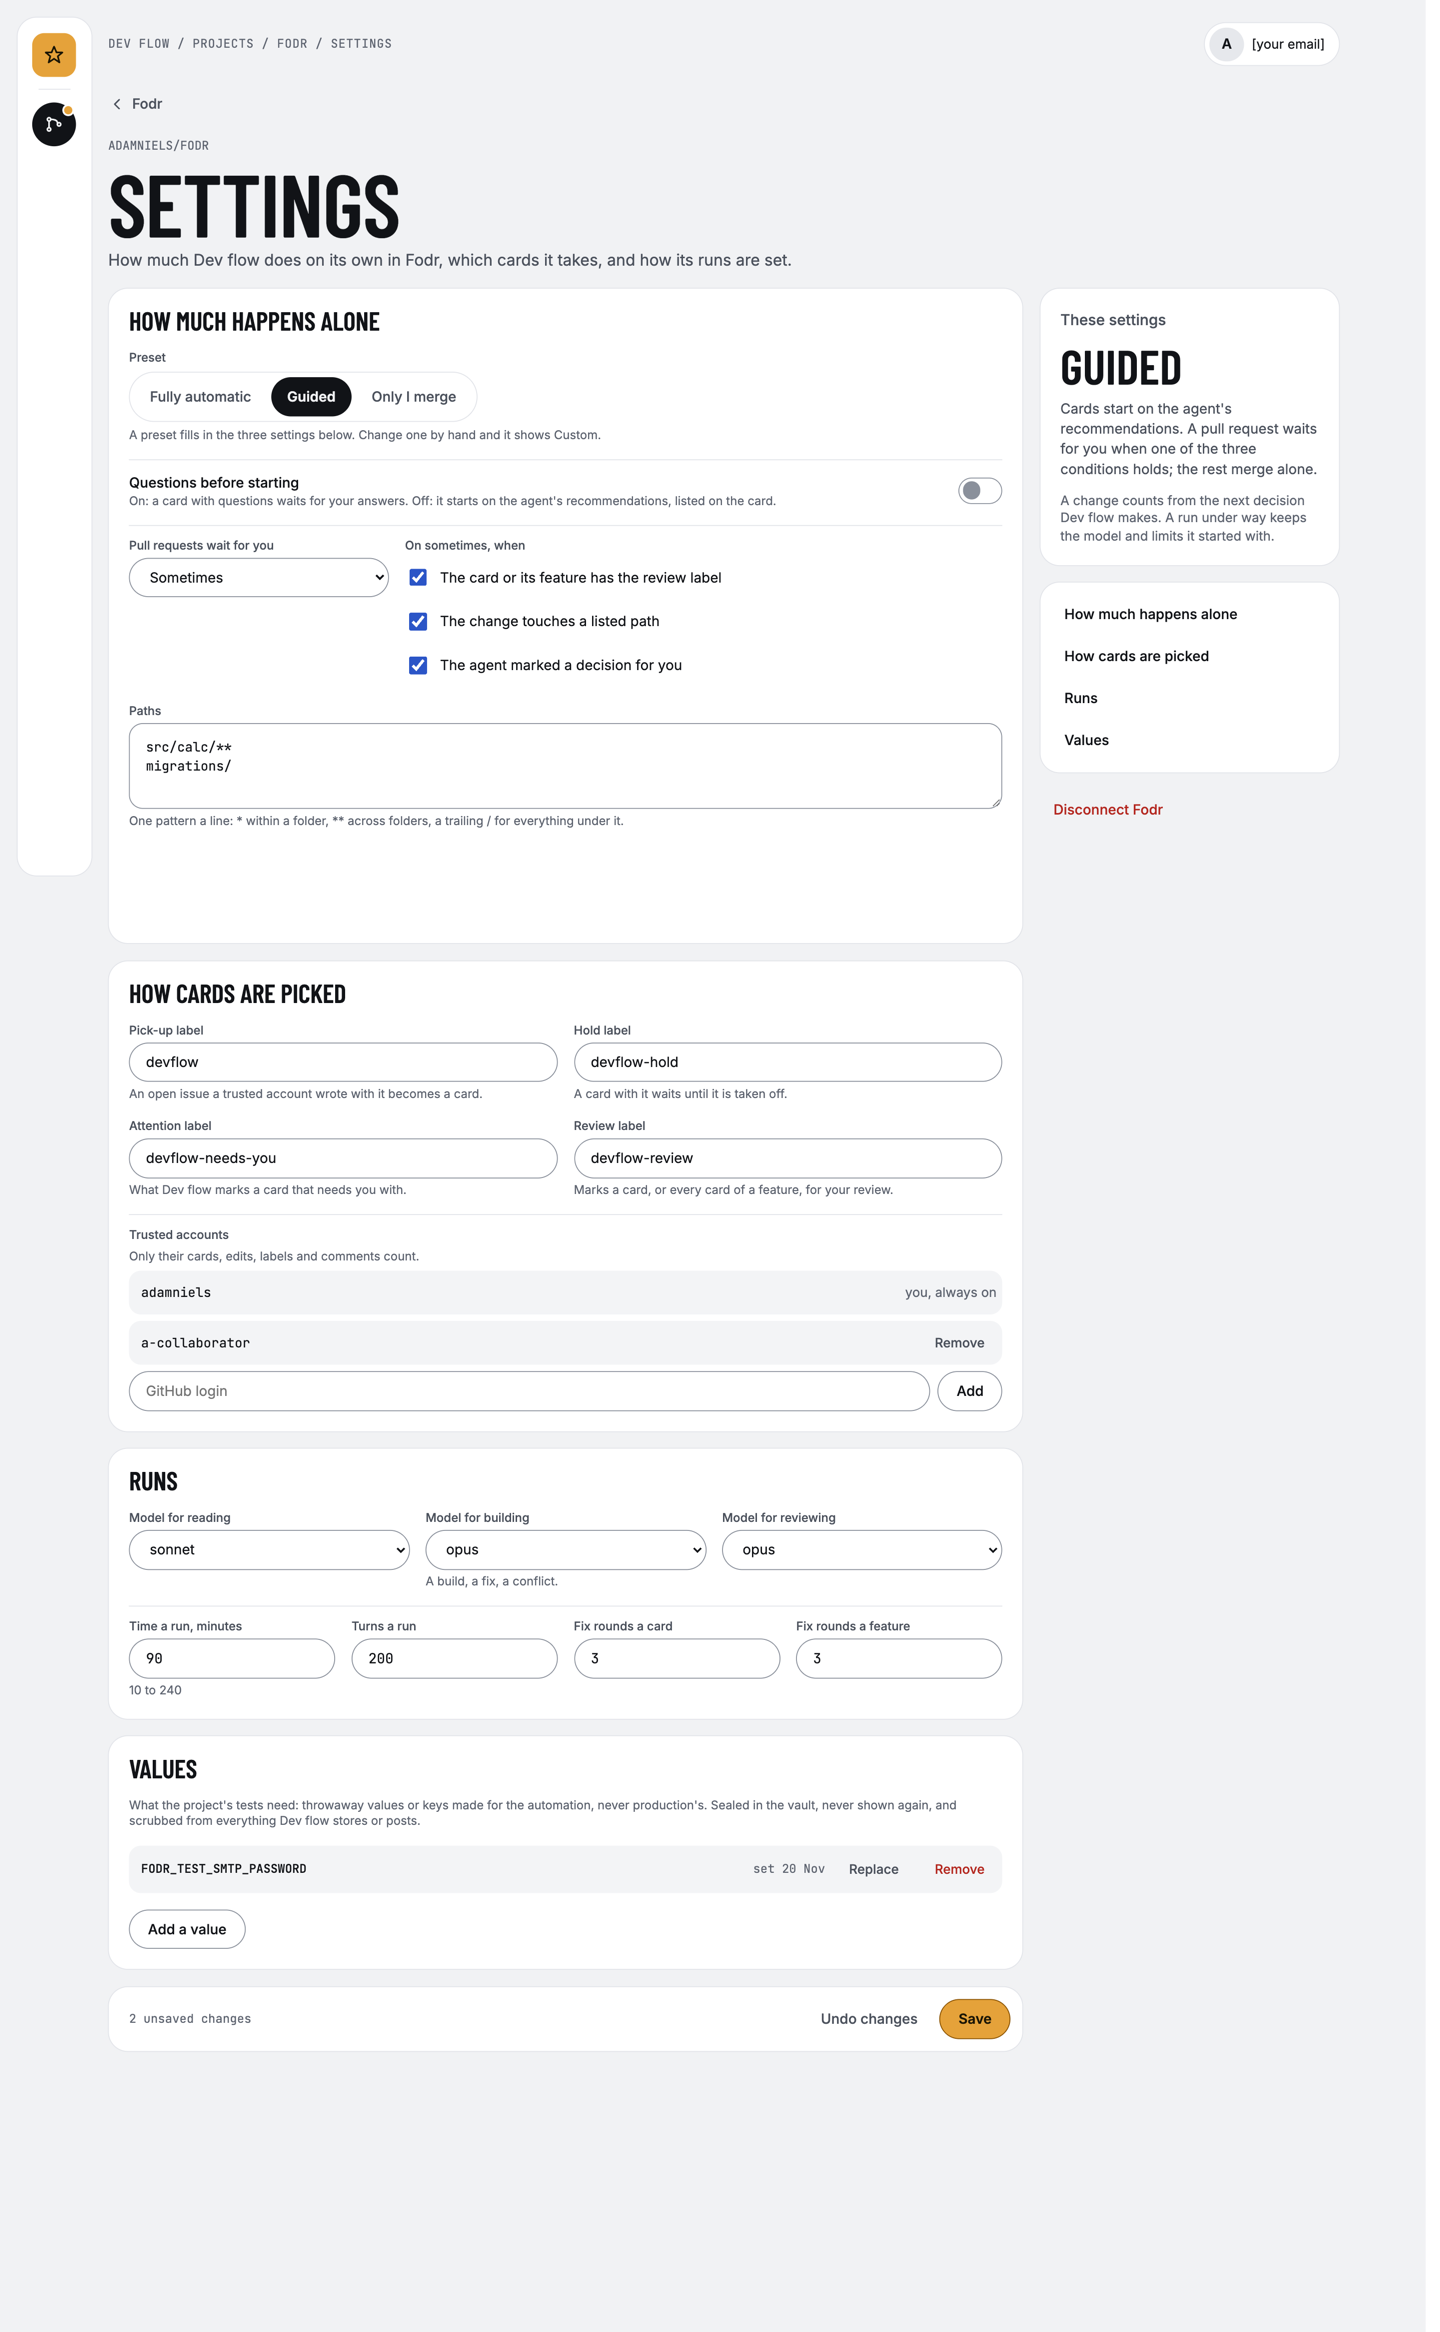 DEV FLOW / PROJECTS / FODR / SETTINGS
A
[your email]
Fodr
ADAMNIELS/FODR
SETTINGS
How much Dev flow does on its own in Fodr, which cards it takes, and how its runs are set.
HOW MUCH HAPPENS ALONE
Preset
Fully automatic
Guided
Only I merge
A preset fills in the three settings below. Change one by hand and it shows Custom.
Questions before starting
On: a card with questions waits for your answers. Off: it starts on the agent's recommendations, listed on the card.
Pull requests wait for you
Sometimes
On sometimes, when
The card or its feature has the review label
The change touches a listed path
The agent marked a decision for you
Paths
src/calc/**
migrations/
One pattern a line: * within a folder, ** across folders, a trailing / for everything under it.
These settings
GUIDED
Cards start on the agent's
recommendations. A pull request waits
for you when one of the three
conditions holds; the rest merge alone.
A change counts from the next decision
Dev flow makes. A run under way keeps
the model and limits it started with.
How much happens alone
How cards are picked
Runs
Values
Disconnect Fodr
HOW CARDS ARE PICKED
Pick-up label
devflow
An open issue a trusted account wrote with it becomes a card.
Hold label
devflow-hold
A card with it waits until it is taken off.
Attention label
devflow-needs-you
What Dev flow marks a card that needs you with.
Review label
devflow-review
Marks a card, or every card of a feature, for your review.
Trusted accounts
Only their cards, edits, labels and comments count.
adamniels
you, always on
a-collaborator
Remove
GitHub login
Add
RUNS
Model for reading
sonnet
Model for building
opus
A build, a fix, a conflict.
Model for reviewing
opus
Time a run, minutes
90
10 to 240
Turns a run
200
Fix rounds a card
3
Fix rounds a feature
3
VALUES
What the project's tests need: throwaway values or keys made for the automation, never production's. Sealed in the vault, never shown again, and
scrubbed from everything Dev flow stores or posts.
FODR_TEST_SMTP_PASSWORD
set 20 Nov
Replace
Remove
Add a value
2 unsaved changes
Undo changes
Save